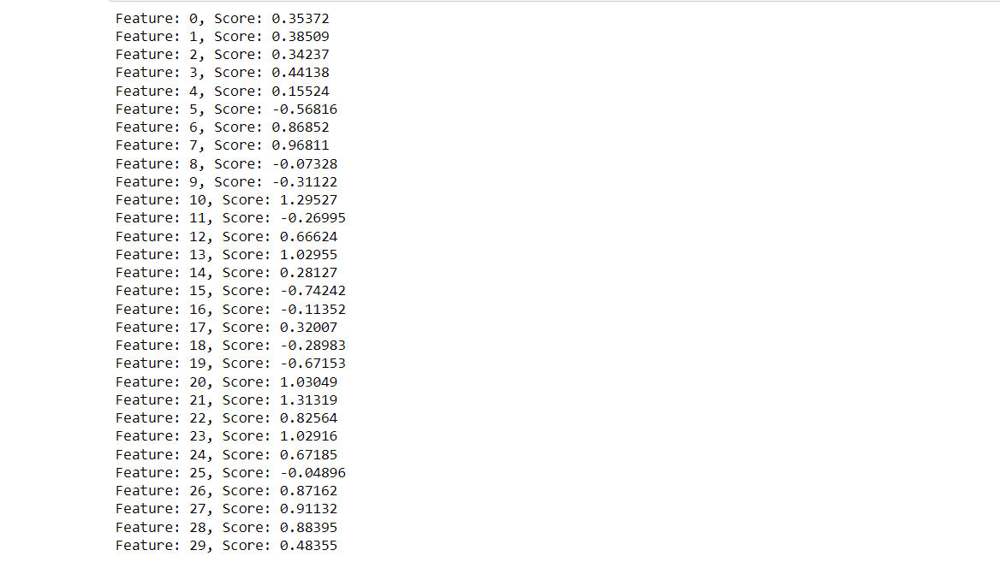 Feature: 0, Score: 0.35372
Feature: 1, Score: 0.38509
Feature: 2, Score: 0.34237
Feature: 3, Score: 0.44138
Feature: 4, Score: 0.15524
Feature: 5, Score: -0.56816
Feature: 6, Score: 0.86852
Feature: 7, Score: 0.96811
Feature: 8, Score: -0.07328
Feature: 9, Score: -0.31122
Feature: 10, Score: 1.29527
Feature: 11, Score: -0.26995
Feature: 12, Score: 0.66624
Feature: 13, Score: 1.02955
Feature: 14, Score: 0.28127
Feature: 15, Score: -0.74242
Feature: 16, Score: -0.11352
Feature: 17, Score: 0.32007
Feature: 18, Score: -0.28983
Feature: 19, Score: -0.67153
Feature: 20, Score: 1.03049
Feature: 21, Score: 1.31319
Feature: 22, Score: 0.82564
Feature: 23, Score: 1.02916
Feature: 24, Score: 0.67185
Feature: 25, Score: -0.04896
Feature: 26, Score: 0.87162
Feature: 27, Score: 0.91132
Feature: 28, Score: 0.88395
Feature: 29, Score: 0.48355